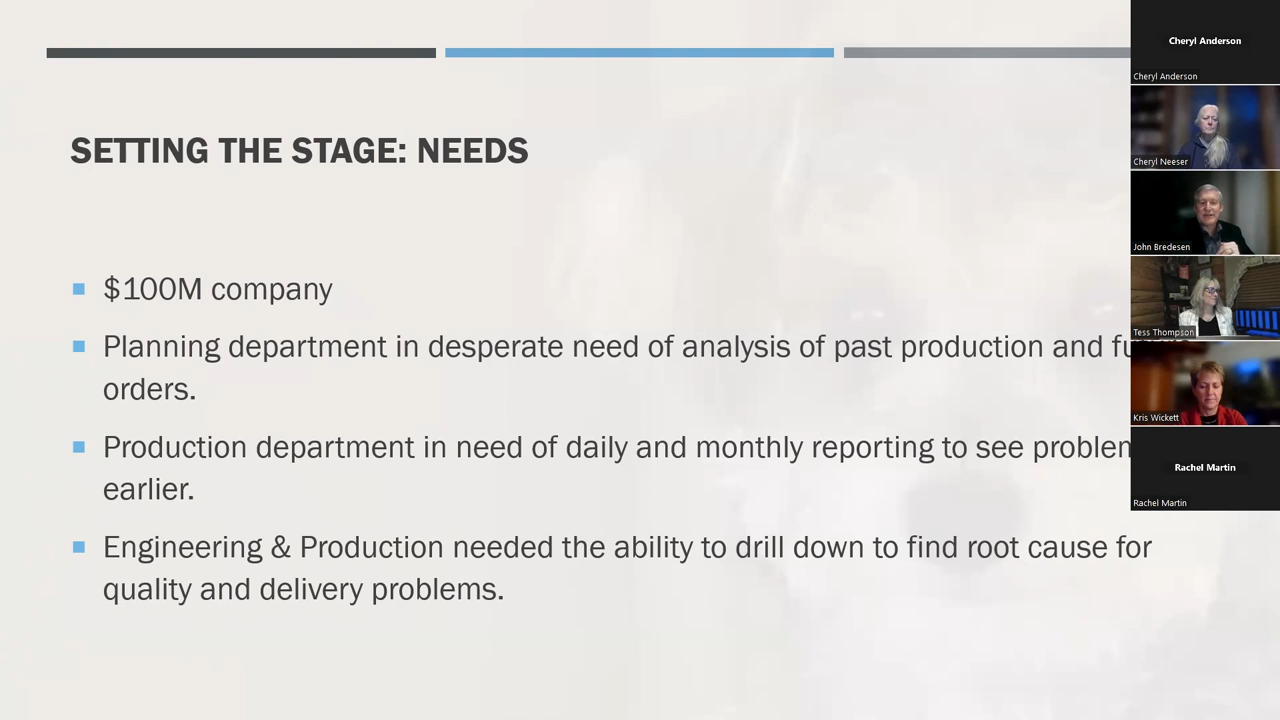 SETTING THE STAGE: NEEDS
$100M company
Planning department in desperate need of analysis of past production and
orders.
Production department in need of daily and monthly reporting to see
earlier.
Engineering & Production needed the ability to drill down to find root cause for
quality and delivery problems.
Cheryl Anderson
Cheryl Anderson
Cheryl Neeser
John Bredesen
Tess Thompson
Kris Wickett
Rachel Martin
Rachel Martin